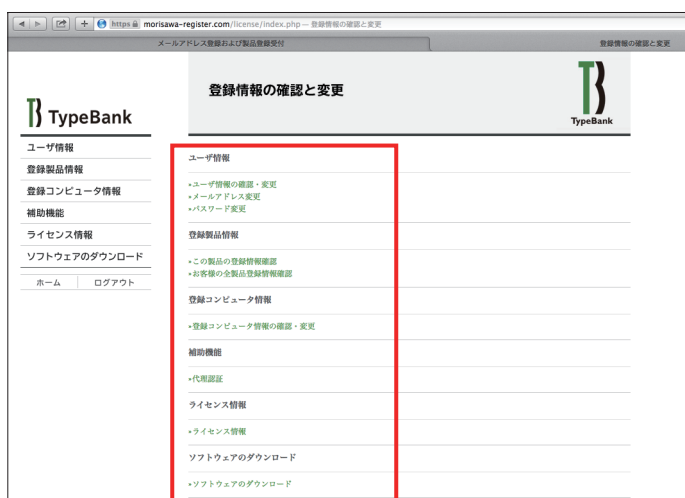 https morisawa-register.com/license/index.php — 登録情報の確認と変更
メールアドレス登録および製品登録受付
登録情報の確認と変更
登録情報の確認と変更
TypeBank
TypeBank
ユーザ情報
登録製品情報
登録コンピュータ情報
補助機能
ライセンス情報
ソフトウェアのダウンロード
ホーム
ログアウト
ユーザ情報
•ユーザ情報の確認・変更
•メールアドレス変更
•パスワード変更
登録製品情報
•この製品の登録情報確認
•お客様の全製品登録情報確認
登録コンピュータ情報
•登録コンピュータ情報の確認・変更
補助機能
•代理認証
ライセンス情報
•ライセンス情報
ソフトウェアのダウンロード
•ソフトウェアのダウンロード